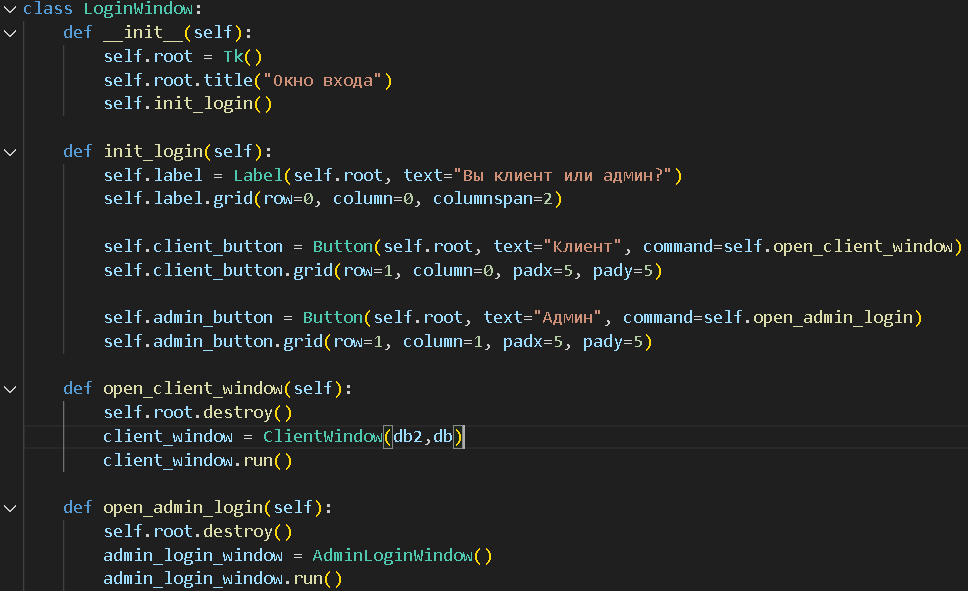 class LoginWindow:
def __init__(self):
self.root = Tk()
self.root.title("Окно входа")
self.init_login()
def init_login(self):
self.label = Label(self.root, text="Вы клиент или админ?")
self.label.grid(row=0, column=0, columnspan=2)
self.client_button = Button(self.root, text="Клиент", command=self.open_client_window)
self.client_button.grid(row=1, column=0, padx=5, pady=5)
self.admin_button = Button(self.root, text="Админ", command=self.open_admin_login)
self.admin_button.grid(row=1, column=1, padx=5, pady=5)
def open_client_window(self):
self.root.destroy()
client_window = ClientWindow(db2,db)
client_window.run()
def open_admin_login(self):
self.root.destroy()
admin_login_window = AdminLoginWindow()
admin_login_window.run()